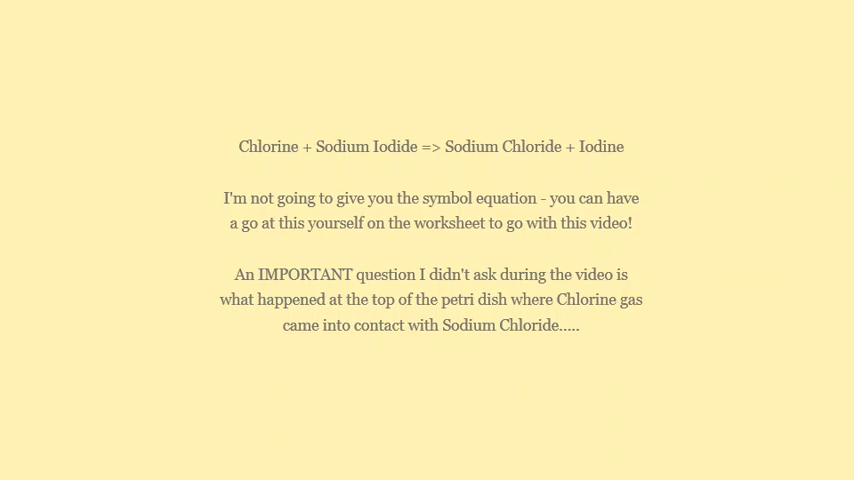 Chlorine + Sodium Iodide => Sodium Chloride + Iodine
I'm not going to give you the symbol equation - you can have
a go at this yourself on the worksheet to go with this video!
An IMPORTANT question I didn't ask during the video is
what happened at the top of the petri dish where Chlorine gas
came into contact with Sodium Chloride.....